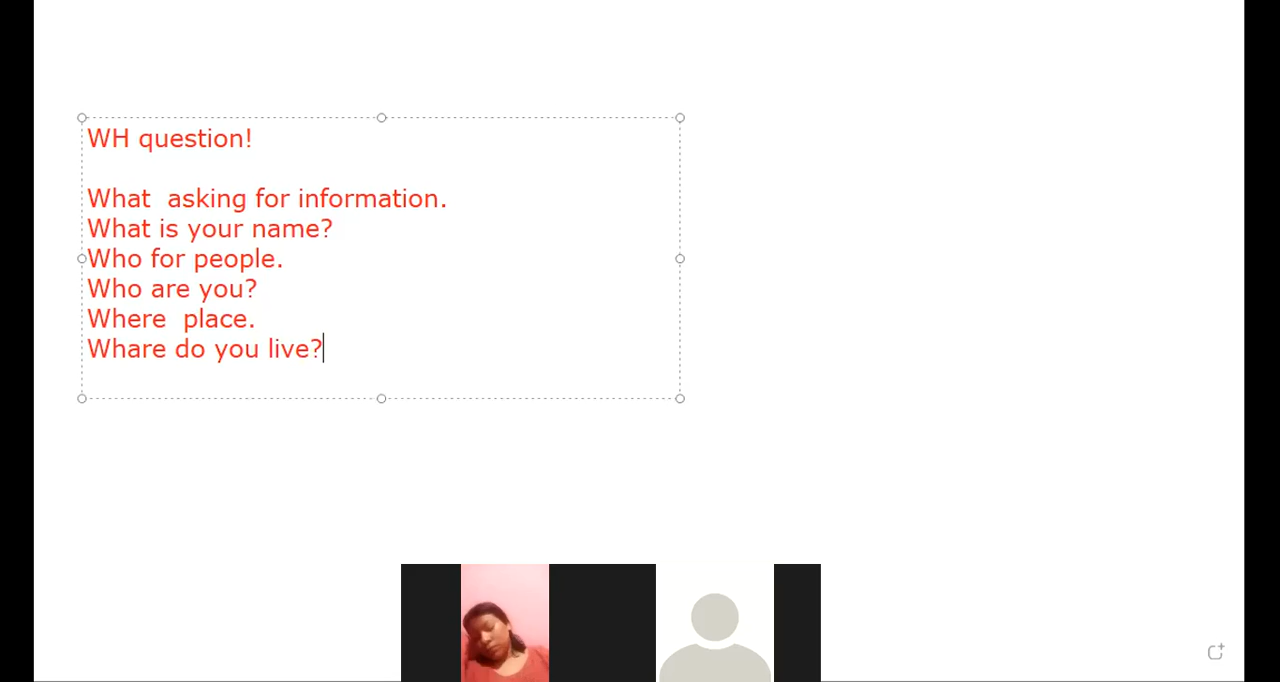 WH question!
What  asking for information.
What is your name?
Who for people.
Who are you?
Where  place.
Whare do you live?